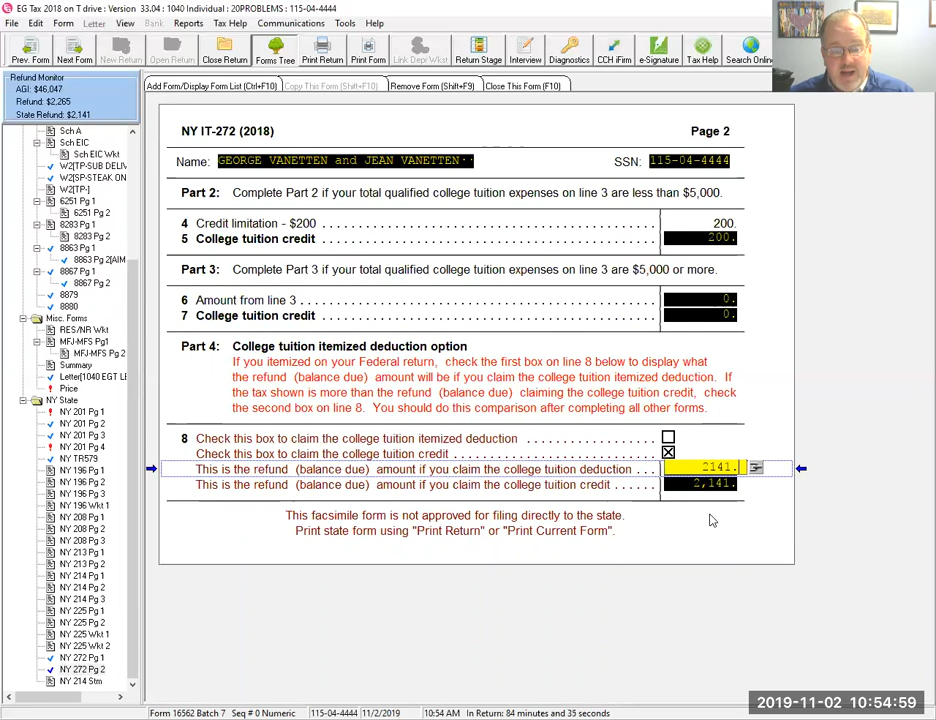 EG Tax 2018 on T drive: Version 33.04: 1040 Individual: 20PROBLEMS: 115-04-4444
File Edit Form Letter View Bank Reports Tax Help Communications Tools Help
Prev. Form Next Form New Return Open Return Close Return Forms Tree Print Return Print Form Link Depr Wkt Return Stage Interview Diagnostics CCH iFirm e-Signature Tax Help Search Online
Refund Monitor
AGI: $46,047
Refund: $2,265
State Refund: $2,141
Add Form/Display Form List (Ctrl+F10) Copy This Form (Shift+F10) Remove Form (Shift+F9) Close This Form (F10)
Sch A
Sch EIC
Sch EIC Wkt
W2[TP-SUB DELIV
W2[SP-STEAK ON
W2[TP-]
6251 Pg 1
6251 Pg 2
8283 Pg 1
8283 Pg 2
8863 Pg 1
8863 Pg 2[AIM
8867 Pg 1
8867 Pg 2
8879
8880
Misc. Forms
RES/NR Wkt
MFJ-MFS Pg1
MFJ-MFS Pg 2
Summary
Letter[1040 EGT LE
Price
NY State
NY 201 Pg 1
NY 201 Pg 2
NY 201 Pg 3
NY 201 Pg 4
NY TR579
NY 196 Pg 1
NY 196 Pg 2
NY 196 Pg 3
NY 196 Wkt 1
NY 208 Pg 1
NY 208 Pg 2
NY 208 Pg 3
NY 213 Pg 2
NY 214 Pg 1
NY 214 Pg 2
NY 214 Pg 3
NY 225 Pg 1
NY 225 Pg 2
NY 225 Wkt 1
NY 225 Wkt 2
NY 272 Pg 1
NY 272 Pg 2
NY 214 Stm
NY IT-272 (2018) Page 2
Name: GEORGE VANETTEN and JEAN VANETTEN SSN: 115-04-4444
Part 2: Complete Part 2 if your total qualified college tuition expenses on line 3 are less than $5,000.
4 Credit limitation - $200 200.
5 College tuition credit 200.
Part 3: Complete Part 3 if your total qualified college tuition expenses on line 3 are $5,000 or more.
6 Amount from line 3 0.
7 College tuition credit 0.
Part 4: College tuition itemized deduction option
If you itemized on your Federal return, check the first box on line 8 below to display what
the refund (balance due) amount will be if you claim the college tuition itemized deduction. If
the tax shown is more than the refund (balance due) claiming the college tuition credit, check
the second box on line 8. You should do this comparison after completing all other forms.
8 Check this box to claim the college tuition itemized deduction
Check this box to claim the college tuition credit
This is the refund (balance due) amount if you claim the college tuition deduction 2141.
This is the refund (balance due) amount if you claim the college tuition credit 2,141.
This facsimile form is not approved for filing directly to the state.
Print state form using "Print Return" or "Print Current Form".
Form 16562 Batch 7 Seq # 0 Normal 115-04-4444 11/2/2019 10:54 AM In Return: 84 minutes and 35 seconds
2019-11-02 10:54:59